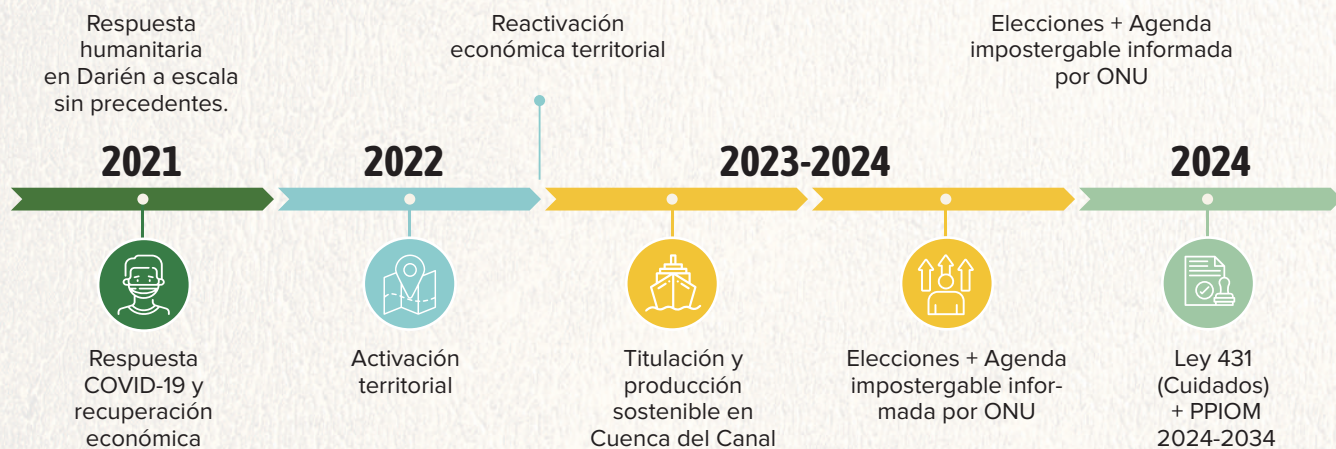 Respuesta
humanitaria
en Darién a escala
sin precedentes.
Reactivación
económica territorial
Elecciones + Agenda
impostergable informada
por ONU
2021
2022
2023-2024
2024
Respuesta
COVID-19 y
recuperación
económica
Activación
territorial
Titulación y
producción
sostenible en
Cuenca del Canal
Elecciones + Agenda
impostergable infor-
mada por ONU
Ley 431
(Cuidados)
+ PPIOM
2024-2034